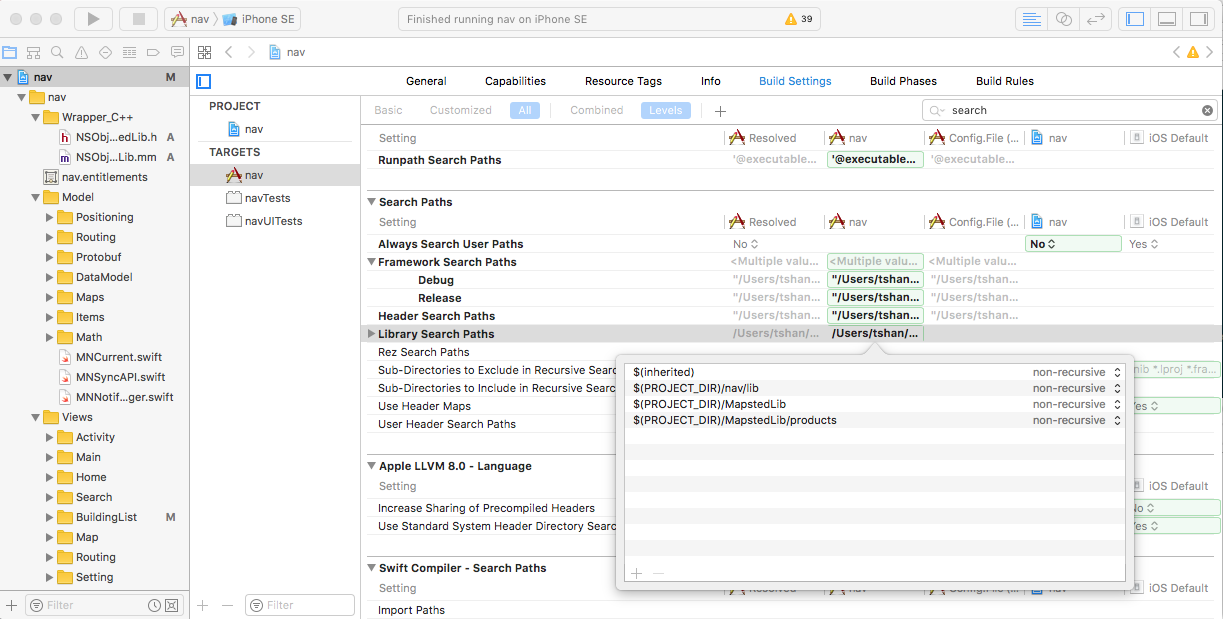 nav iPhone SE
Finished running nav on iPhone SE 39
nav
nav M
nav
Wrapper_C++
NSObj...edLib.h A
NSObj...Lib.mm A
nav.entitlements
Model
Positioning
Routing
Protobuf
DataModel
Maps
Items
Math
MNCurrent.swift
MNSyncAPI.swift
MNNotif...ger.swift
Views
Activity
Main
Home
Search
BuildingList M
Map
Routing
Setting
Filter
General Capabilities Resource Tags Info Build Settings Build Phases Build Rules
PROJECT
nav
TARGETS
nav
navTests
navUITests
Filter
Basic Customized All Combined Levels search
Setting Resolved nav Config.File (... nav iOS Default
Runpath Search Paths '@executable... '@executable... '@executable...
Search Paths
Setting Resolved nav Config.File (... nav iOS Default
Always Search User Paths No No Yes
Framework Search Paths <Multiple valu... <Multiple valu... <Multiple valu...
Debug "/Users/tshan... "/Users/tshan... "/Users/tshan...
Release "/Users/tshan... "/Users/tshan... "/Users/tshan...
Header Search Paths "/Users/tshan... "/Users/tshan... "/Users/tshan...
Library Search Paths /Users/tshan/... /Users/tshan/...
Rez Search Paths
Sub-Directories to Exclude in Recursive Searc nib *.lproj *.fra...
Sub-Directories to Include in Recursive Searc
Use Header Maps Yes
User Header Search Paths
$(inherited) non-recursive
$(PROJECT_DIR)/nav/lib non-recursive
$(PROJECT_DIR)/MapstedLib non-recursive
$(PROJECT_DIR)/MapstedLib/products non-recursive
Apple LLVM 8.0 - Language
Setting iOS Default
Increase Sharing of Precompiled Headers No
Use Standard System Header Directory Searc Yes
Swift Compiler - Search Paths
Setting Resolved nav Config.File (... nav iOS Default
Import Paths